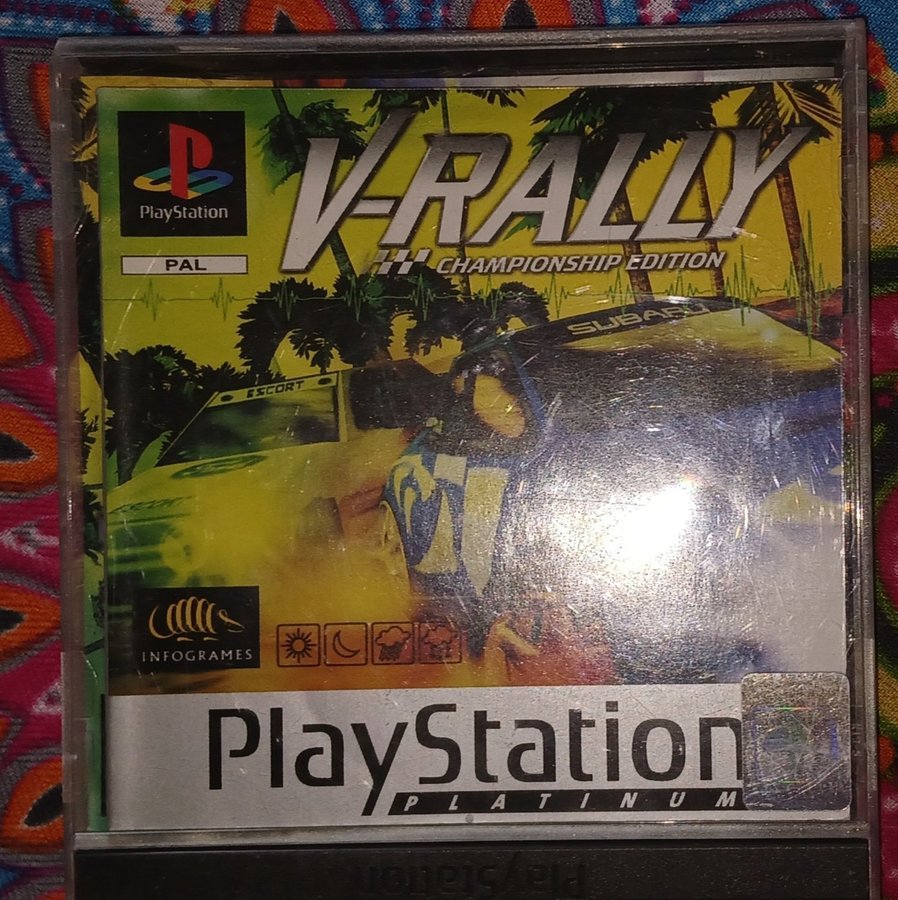 V-RALLY
PlayStation
PAL
CHAMPIONSHIP EDITION
SUBARU
ESCORT
INFOGRAMES
PlayStation
PLATINUM
PlayStation